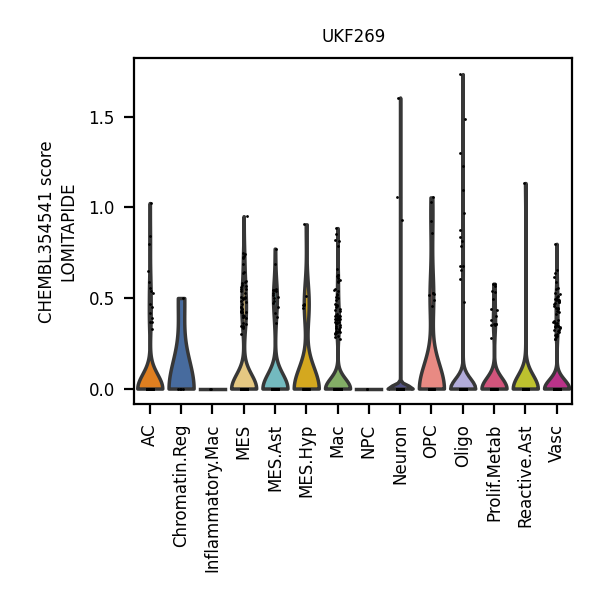 UKF269
CHEMBL354541 score
LOMITAPIDE
1.5
1.0
0.5
0.0
AC
Chromatin.Reg
Inflammatory.Mac
MES
MES.Ast
MES.Hyp
Mac
NPC
Neuron
OPC
Oligo
Prolif.Metab
Reactive.Ast
Vasc